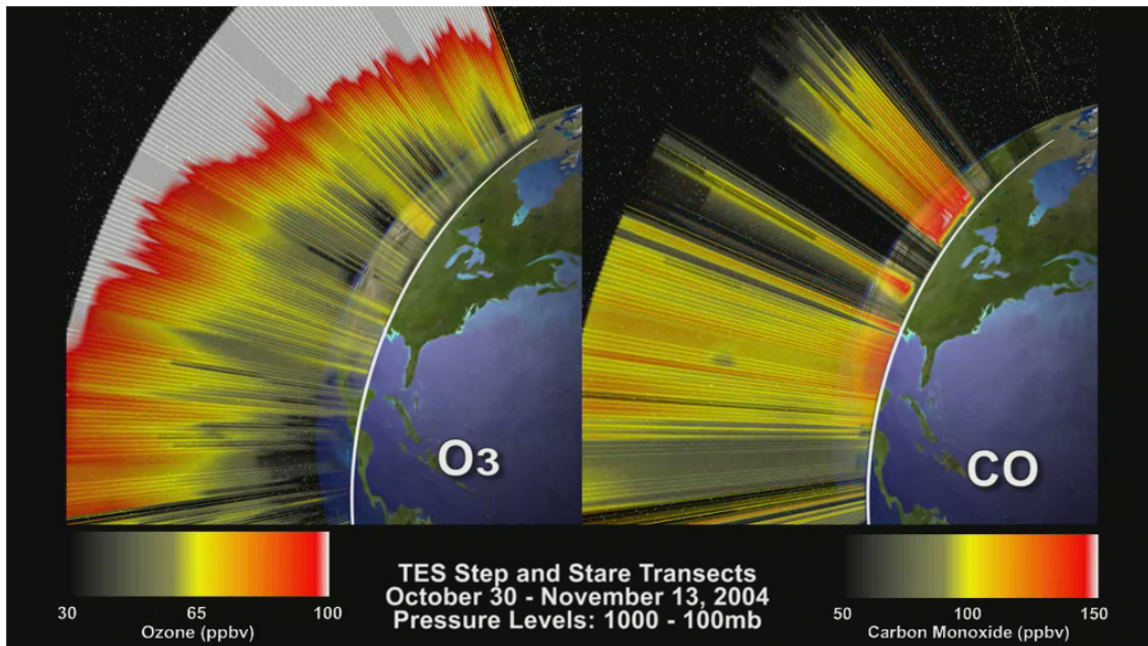 O3
CO
TES Step and Stare Transects
October 30 - November 13, 2004
Pressure Levels: 1000 - 100mb
30 65 100
Ozone (ppbv)
50 100 150
Carbon Monoxide (ppbv)